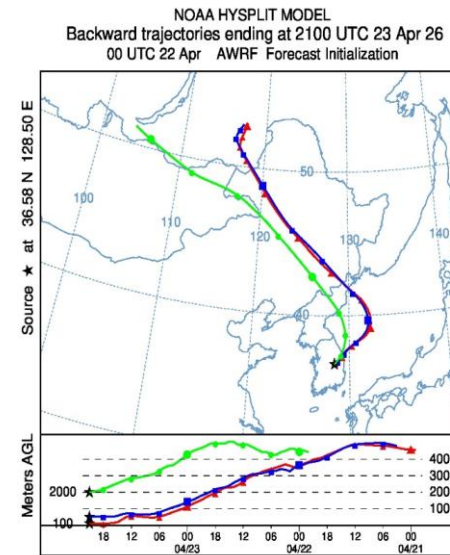 NOAA HYSPLIT MODEL
Backward trajectories ending at 2100 UTC 23 Apr 26
00 UTC 22 Apr AWRF Forecast Initialization
Source ★ at 36.58 N 128.50 E
100
110
120
130
140
50
40
Meters AGL
2000
100
400
300
200
100
18 12 06 00 18 12 06 00 18 12 06 00
04/23 04/22 04/21